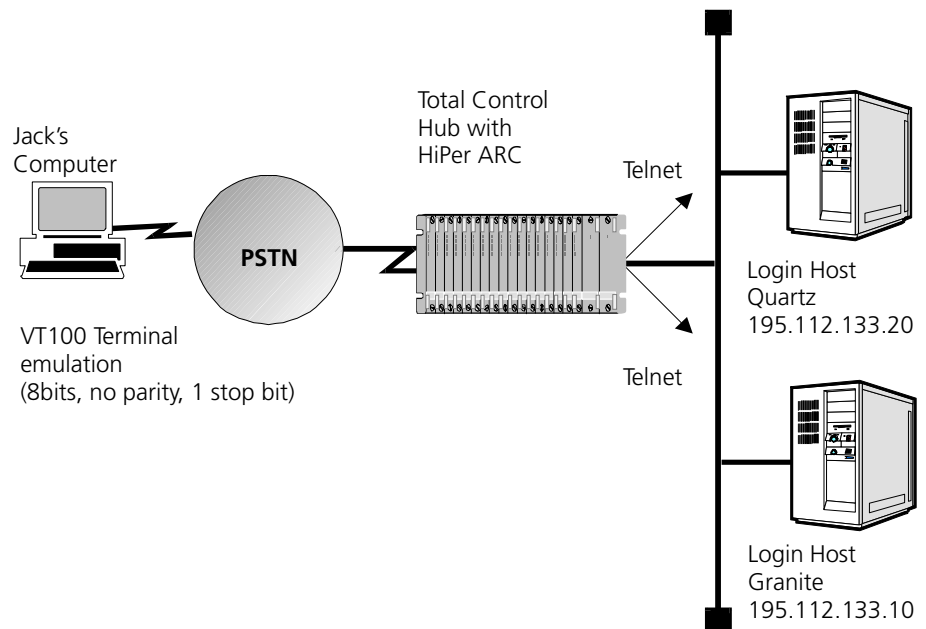 Jack's
Computer
PSTN
VT100 Terminal
emulation
(8bits, no parity, 1 stop bit)
Total Control
Hub with
HiPer ARC
Telnet
Telnet
Login Host
Quartz
195.112.133.20
Login Host
Granite
195.112.133.10